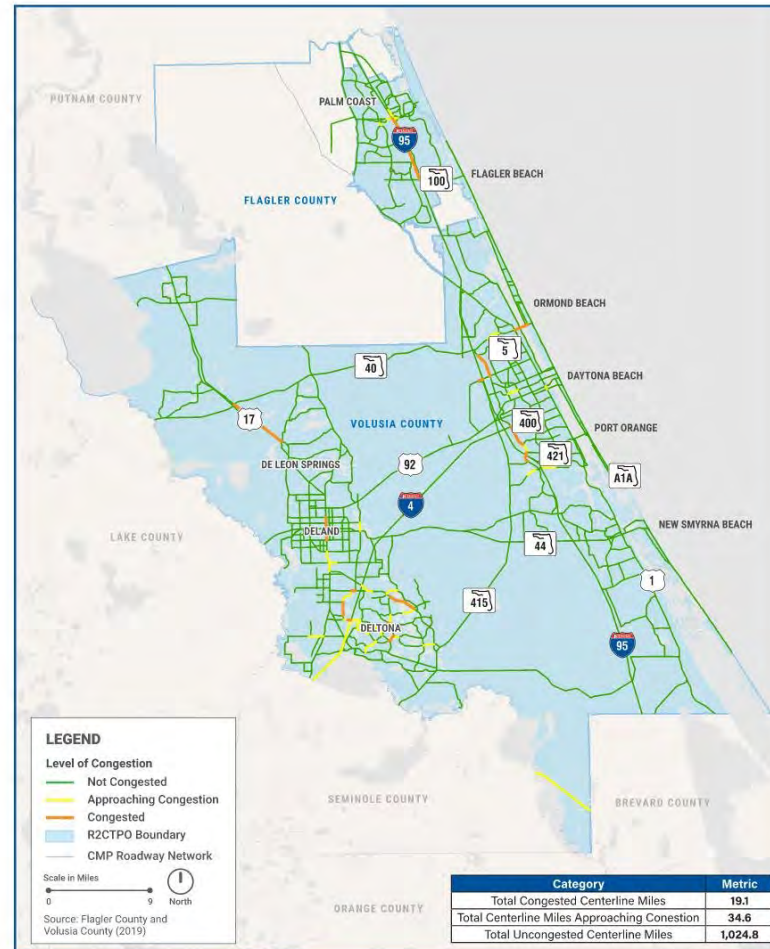 PUTNAM COUNTY
PALM COAST
95
100
FLAGLER BEACH
FLAGLER COUNTY
ORMOND BEACH
5
40
DAYTONA BEACH
17
VOLUSIA COUNTY
400
PORT ORANGE
421
DE LEON SPRINGS
92
A1A
4
NEW SMYRNA BEACH
DELAND
LAKE COUNTY
44
1
415
DELTONA
95
LEGEND
Level of Congestion
Not Congested
Approaching Congestion
Congested
R2CTPO Boundary
CMP Roadway Network
Scale in Miles
0 9 North
Source: Flagler County and
Volusia County (2019)
SEMINOLE COUNTY
BREVARD COUNTY
ORANGE COUNTY
Category Metric
Total Congested Centerline Miles 19.1
Total Centerline Miles Approaching Conestion 34.6
Total Uncongested Centerline Miles 1,024.8